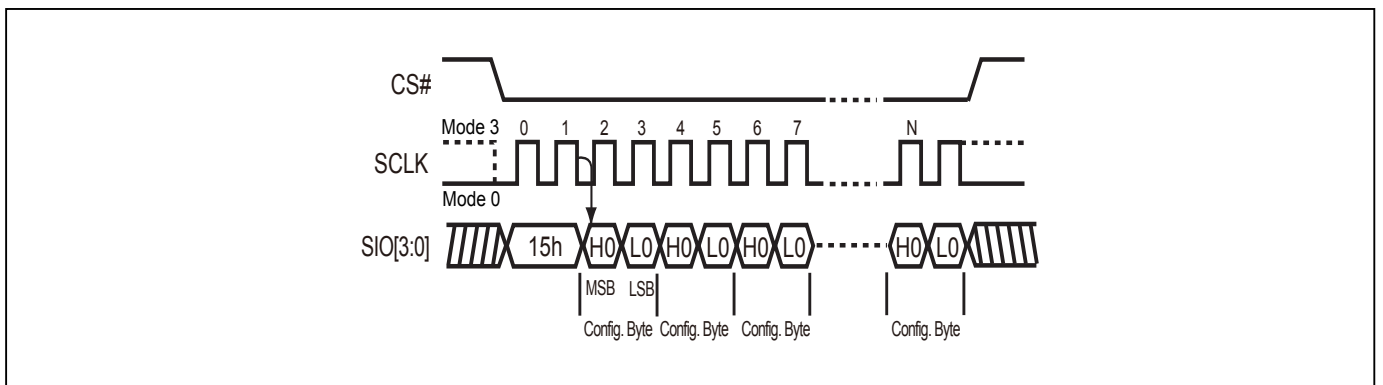 CS#
Mode 3 0 1 2 3 4 5 6 7 N
SCLK
Mode 0
SIO[3:0] 15h H0 L0 H0 L0 H0 L0 H0 L0
MSB LSB
Config. Byte Config. Byte Config. Byte Config. Byte